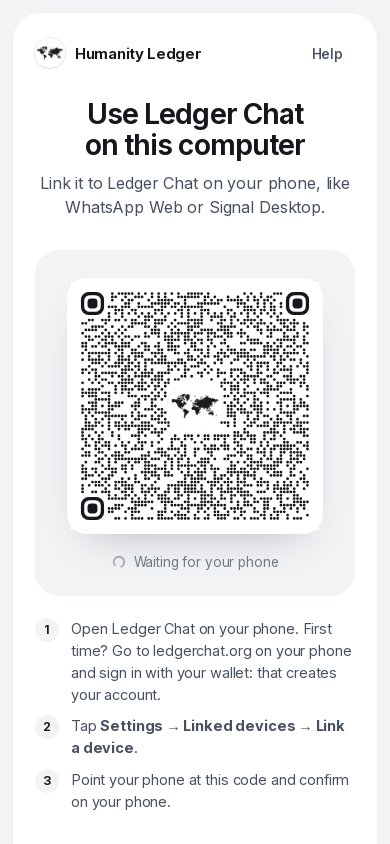 Humanity Ledger
Help
Use Ledger Chat
on this computer
Link it to Ledger Chat on your phone, like
WhatsApp Web or Signal Desktop.
Waiting for your phone
1
Open Ledger Chat on your phone. First
time? Go to ledgerchat.org on your phone
and sign in with your wallet: that creates
your account.
2
Tap Settings → Linked devices → Link
a device.
3
Point your phone at this code and confirm
on your phone.